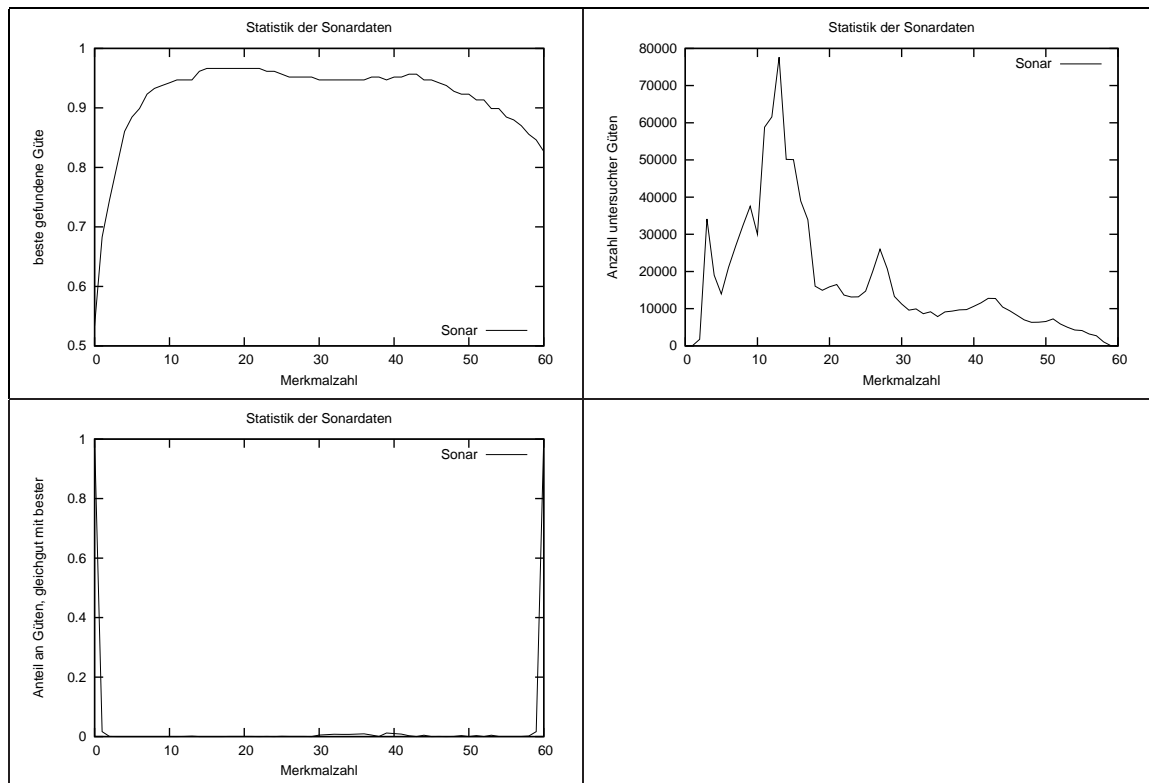 Statistik der Sonardaten
1
0.9
0.8
0.7
0.6
0.5
0 10 20 30 40 50 60
beste gefundene Güte
Merkmalzahl
Sonar
Statistik der Sonardaten
80000
70000
60000
50000
40000
30000
20000
10000
0
0 10 20 30 40 50 60
Anzahl untersuchter Güten
Merkmalzahl
Sonar
Statistik der Sonardaten
1
0.8
0.6
0.4
0.2
0
0 10 20 30 40 50 60
Anteil an Güten, gleichgut mit bester
Merkmalzahl
Sonar